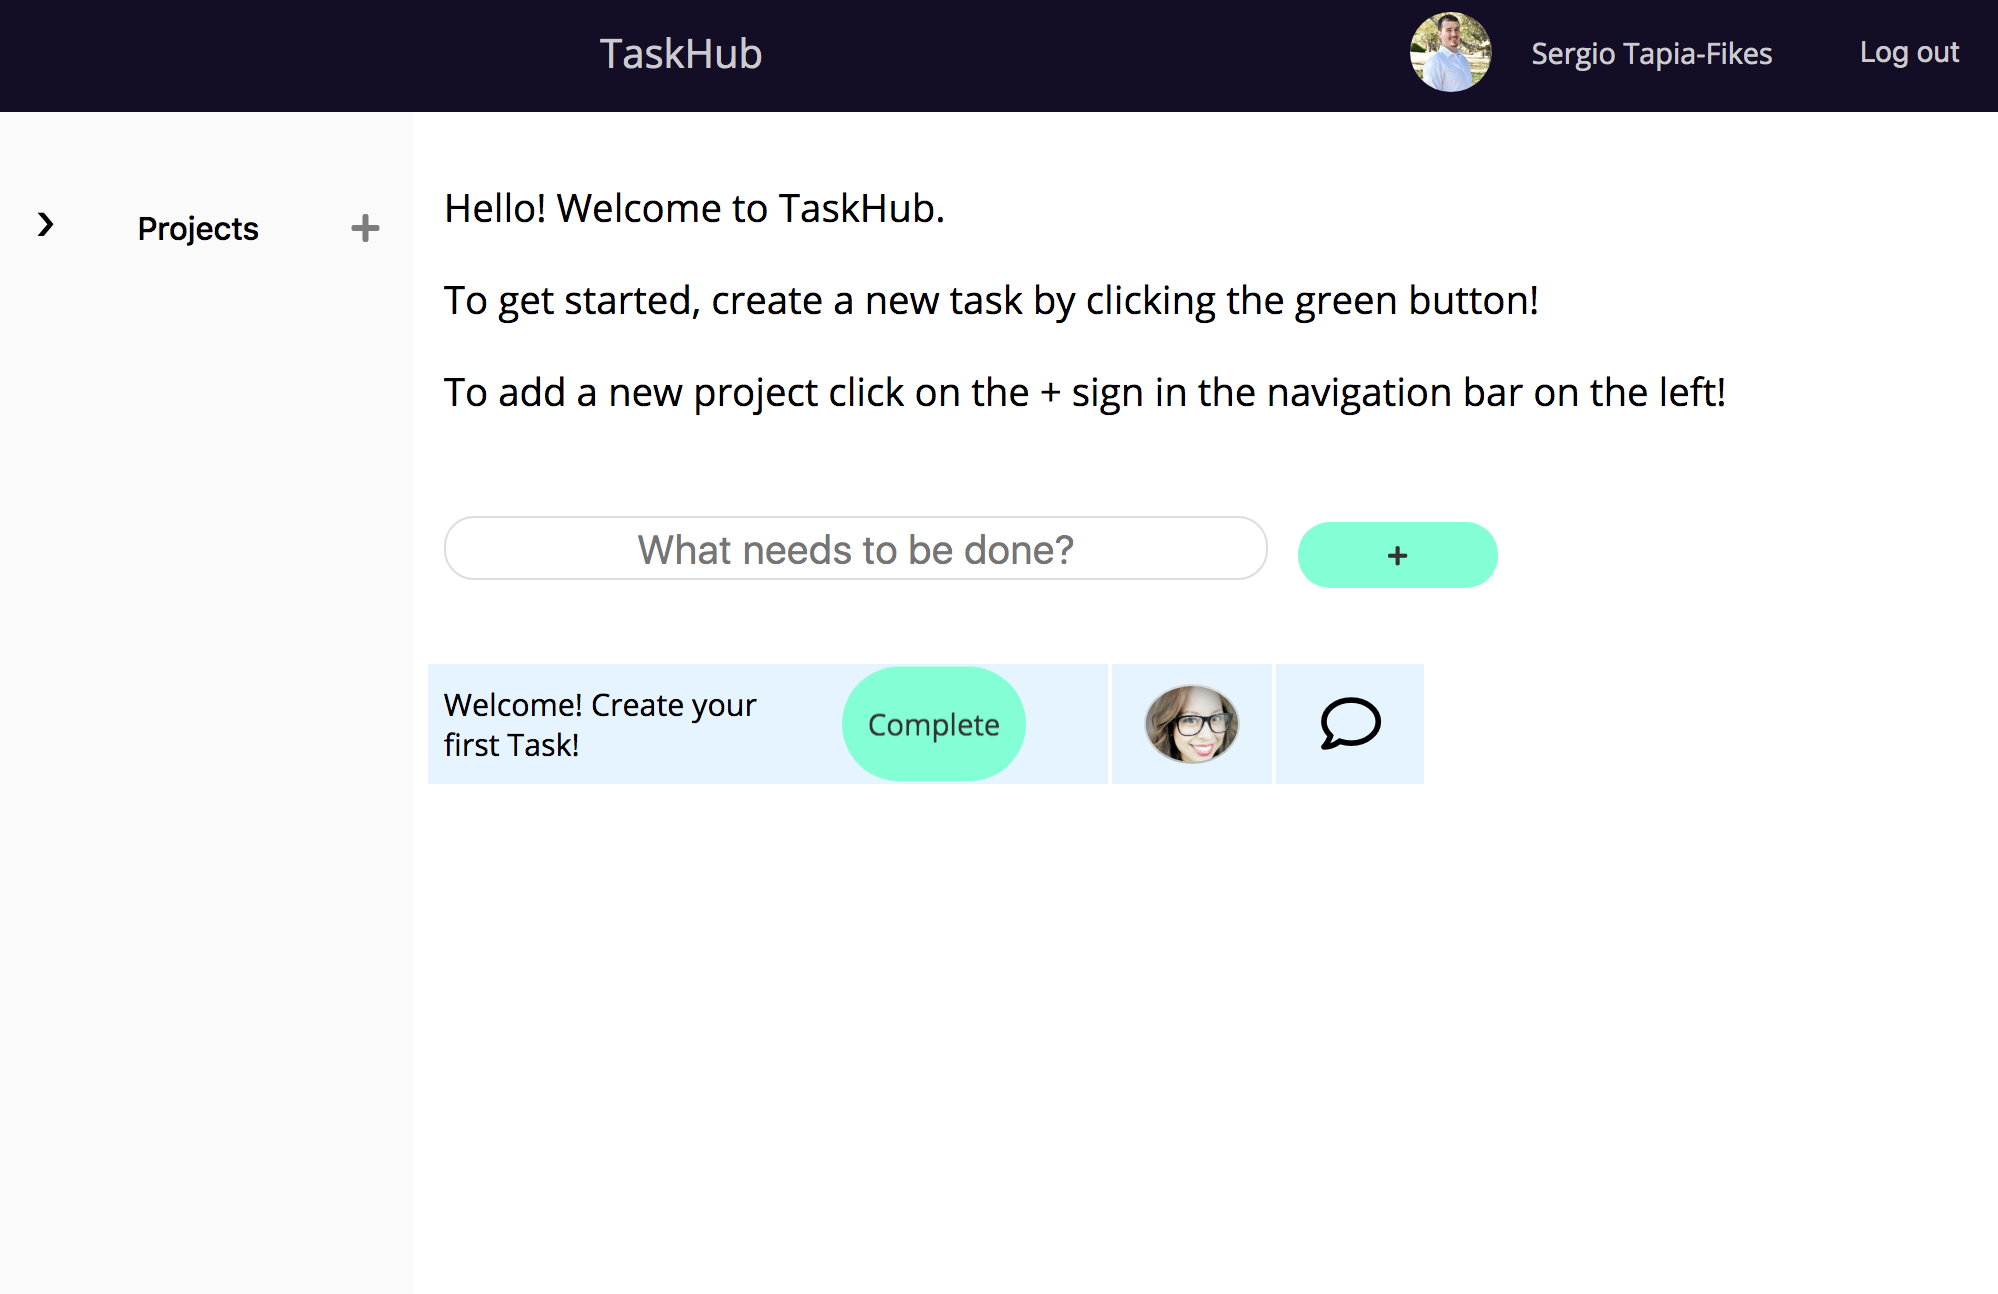 TaskHub
Sergio Tapia-Fikes
Log out
Projects
+
Hello! Welcome to TaskHub.
To get started, create a new task by clicking the green button!
To add a new project click on the + sign in the navigation bar on the left!
What needs to be done?
+
Welcome! Create your
first Task!
Complete